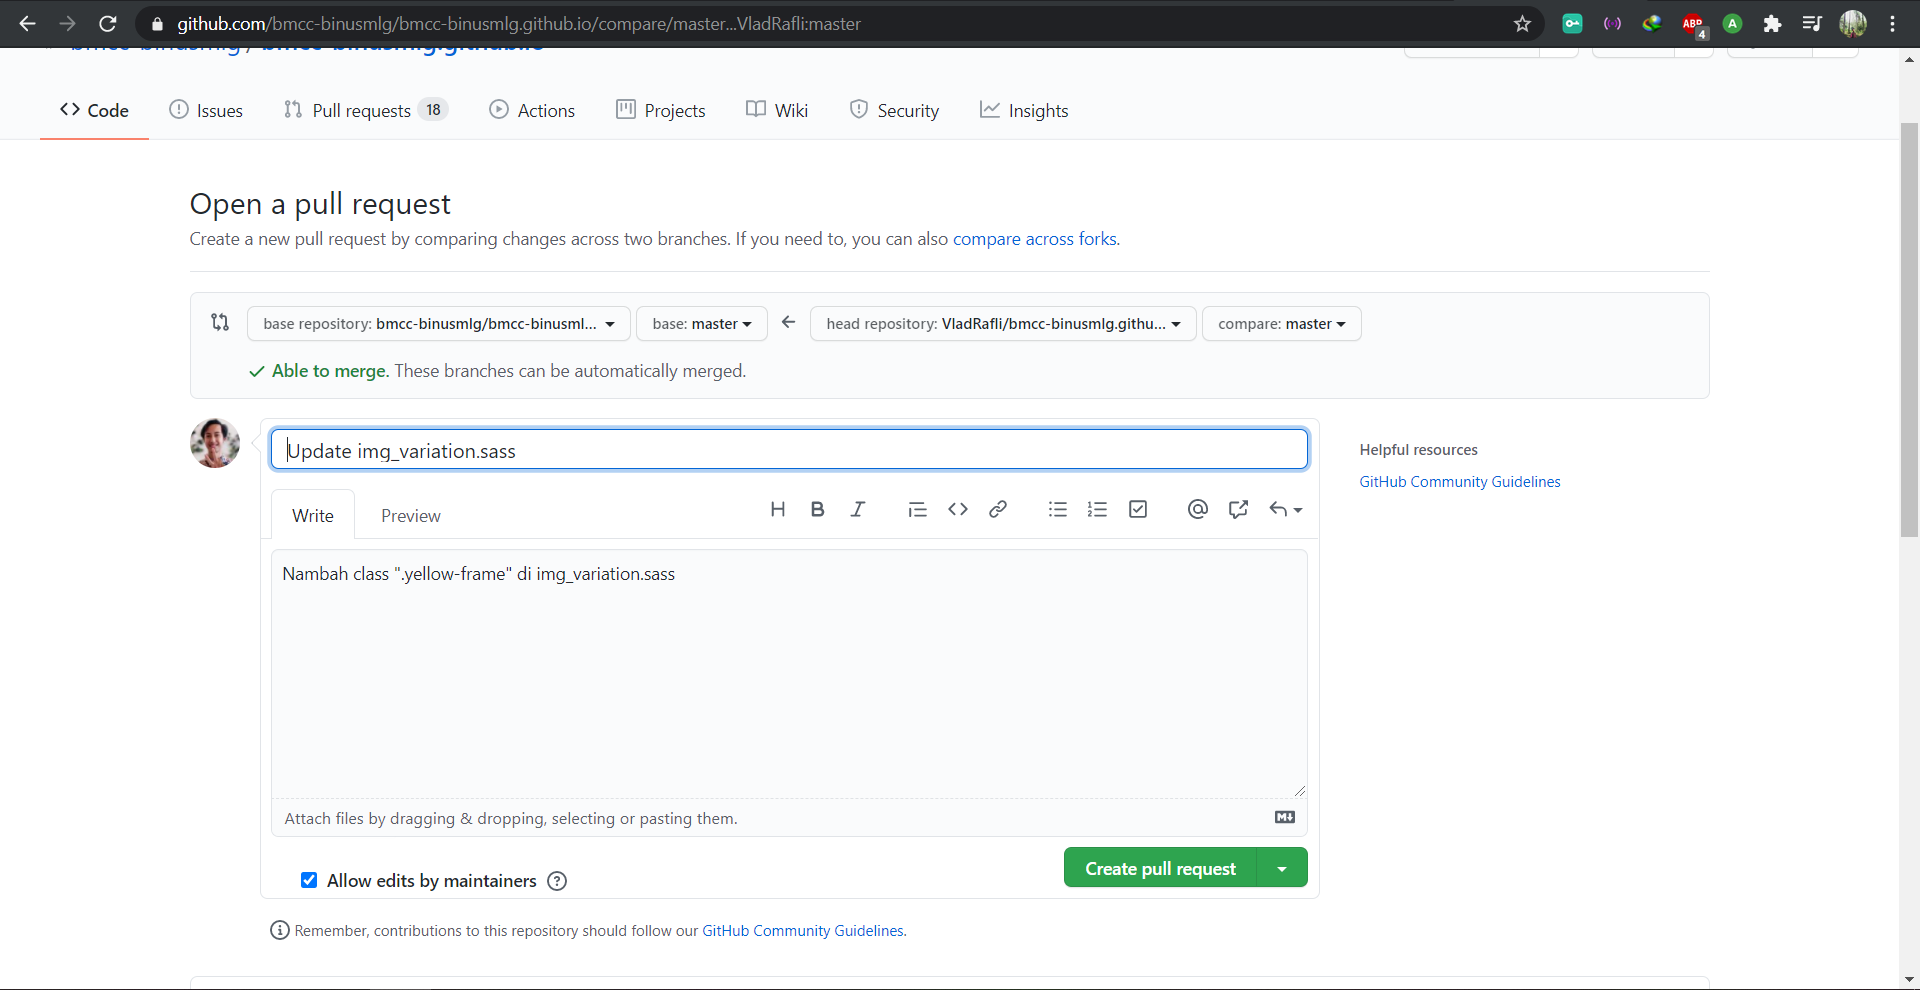 github.com/bmcc-binusmlg/bmcc-binusmlg.github.io/compare/master...VladRafli:master
ABP 4 A
bmcc-binusmlg / bmcc-binusmlg.github.io
Code Issues Pull requests 18 Actions Projects Wiki Security Insights
Open a pull request
Create a new pull request by comparing changes across two branches. If you need to, you can also compare across forks.
base repository: bmcc-binusmlg/bmcc-binusml... base: master head repository: VladRafli/bmcc-binusmlg.githu... compare: master
Able to merge. These branches can be automatically merged.
Update img_variation.sass
Helpful resources
GitHub Community Guidelines
Write Preview
Nambah class ".yellow-frame" di img_variation.sass
Attach files by dragging & dropping, selecting or pasting them.
Allow edits by maintainers
Create pull request
Remember, contributions to this repository should follow our GitHub Community Guidelines.